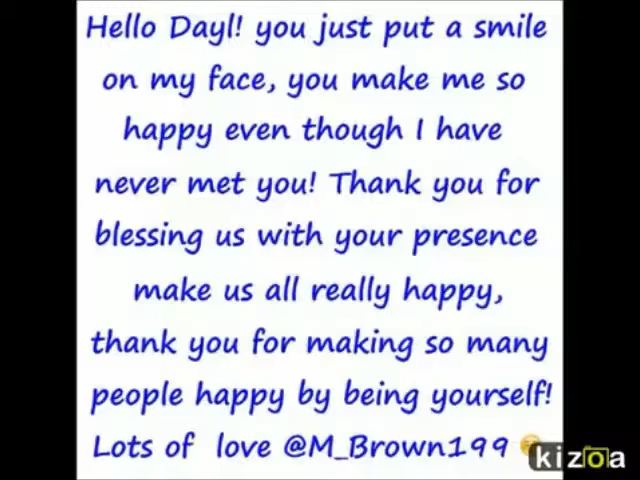 Hello Dayl! you just put a smile
on my face, you make me so
happy even though I have
never met you! Thank you for
blessing us with your presence
make us all really happy,
thank you for making so many
people happy by being yourself!
Lots of love @M_Brown199
kizoa